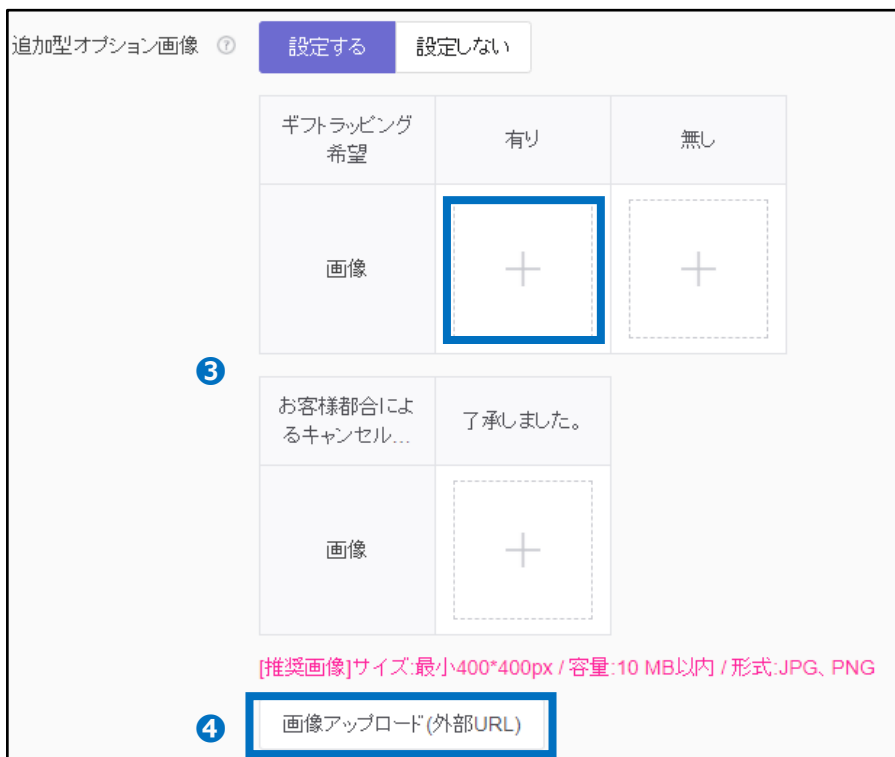 追加型オプション画像 ?
設定する 設定しない
ギフトラッピング
希望
有り
無し
画像
❸
お客様都合によ
るキャンセル...
了承しました。
画像
[推奨画像]サイズ:最小400*400px / 容量:10 MB以内 / 形式:JPG、PNG
❹
画像アップロード(外部URL)